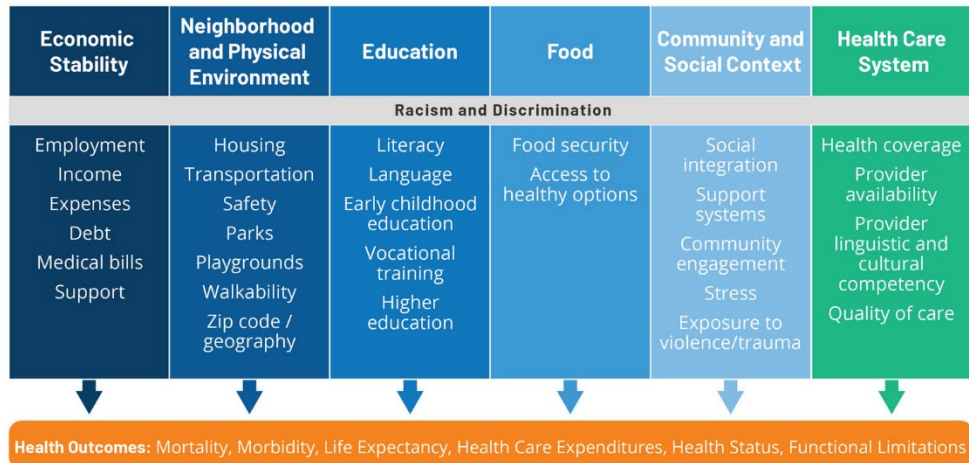 Economic
Stability
Neighborhood
and Physical
Environment
Education
Food
Community and
Social Context
Health Care
System
Racism and Discrimination
Employment
Income
Expenses
Debt
Medical bills
Support
Housing
Transportation
Safety
Parks
Playgrounds
Walkability
Zip code /
geography
Literacy
Language
Early childhood
education
Vocational
training
Higher
education
Food security
Access to
healthy options
Social
integration
Support
systems
Community
engagement
Stress
Exposure to
violence/trauma
Health coverage
Provider
availability
Provider
linguistic and
cultural
competency
Quality of care
Health Outcomes: Mortality, Morbidity, Life Expectancy, Health Care Expenditures, Health Status, Functional Limitations